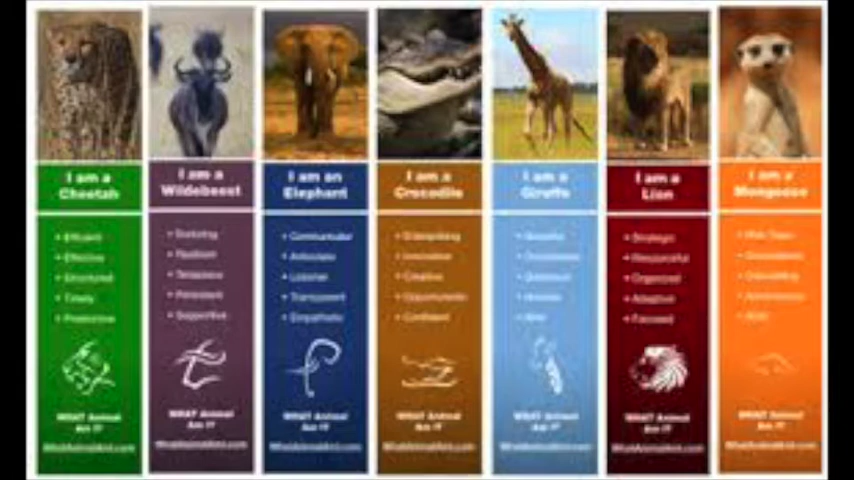 I am a
Cheetah
• Efficient
• Effective
• Structured
• Timely
• Productive
WHAT Animal
Am I?
WhatAnimalAmI.com
I am a
Wildebeest
• Enduring
• Resilient
• Tenacious
• Persistent
• Supportive
WHAT Animal
Am I?
WhatAnimalAmI.com
I am an
Elephant
• Communicator
• Articulate
• Listener
• Transparent
• Empathetic
WHAT Animal
Am I?
WhatAnimalAmI.com
I am a
Crocodile
• Enterprising
• Innovative
• Creative
• Opportunistic
• Confident
WHAT Animal
Am I?
WhatAnimalAmI.com
I am a
Giraffe
WHAT Animal
Am I?
WhatAnimalAmI.com
I am a
Lion
• Strategic
• Resourceful
• Organized
• Adaptive
• Focused
WHAT Animal
Am I?
WhatAnimalAmI.com
I am a
Mongoose
WHAT Animal
Am I?
WhatAnimalAmI.com